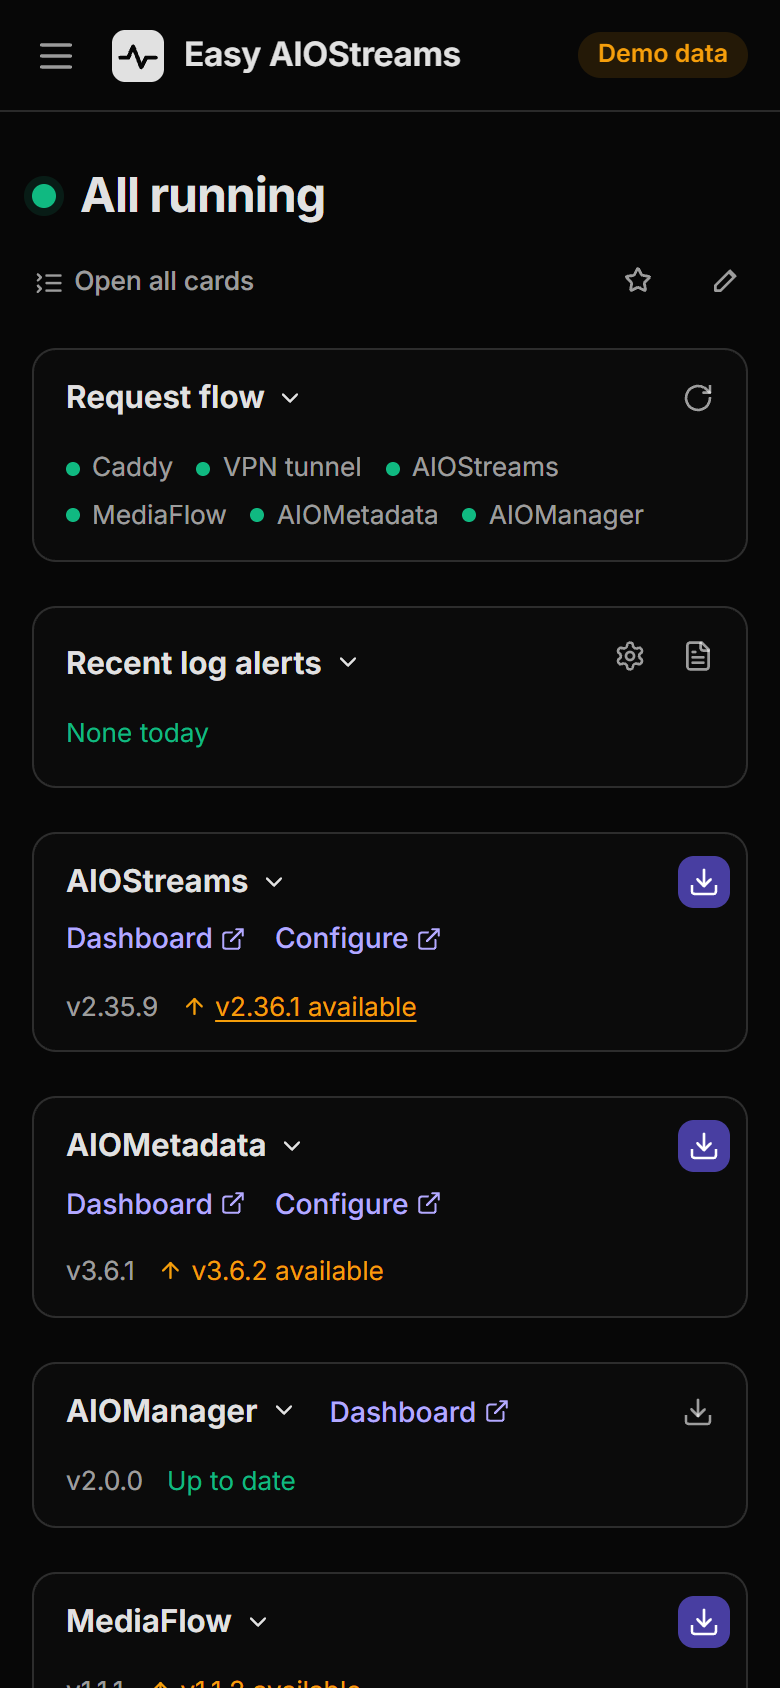 Easy AIOStreams
Demo data
All running
Open all cards
Request flow
Caddy VPN tunnel AIOStreams
MediaFlow AIOMetadata AIOManager
Recent log alerts
None today
AIOStreams
Dashboard Configure
v2.35.9 ↑ v2.36.1 available
AIOMetadata
Dashboard Configure
v3.6.1 ↑ v3.6.2 available
AIOManager Dashboard
v2.0.0 Up to date
MediaFlow